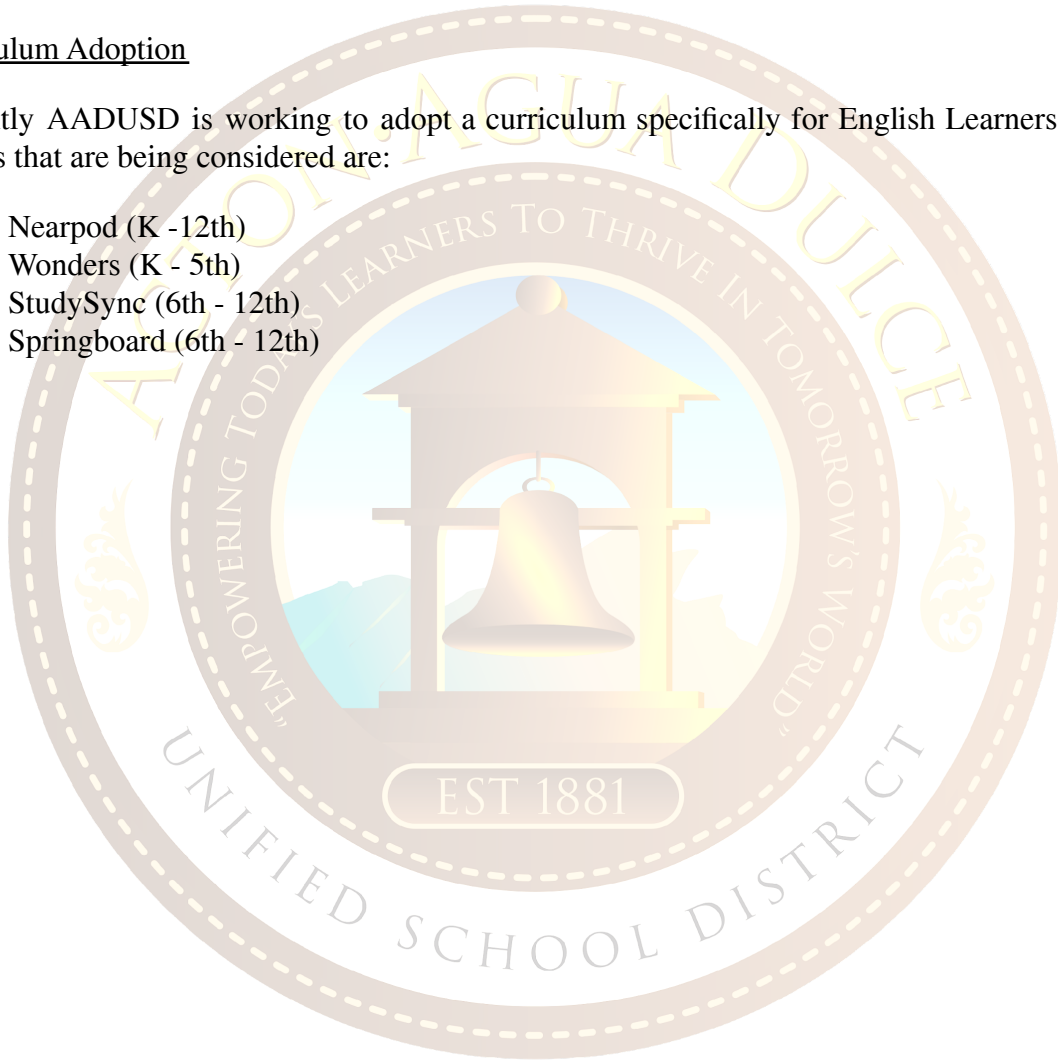 ulum Adoption
tly AADUSD is working to adopt a curriculum specifically for English Learners
s that are being considered are:
Nearpod (K -12th)
Wonders (K - 5th)
StudySync (6th - 12th)
Springboard (6th - 12th)
ACTON•AGUA DULCE
"EMPOWERING TODAY'S LEARNERS TO THRIVE IN TOMORROW'S WORLD"
EST 1881
UNIFIED SCHOOL DISTRICT